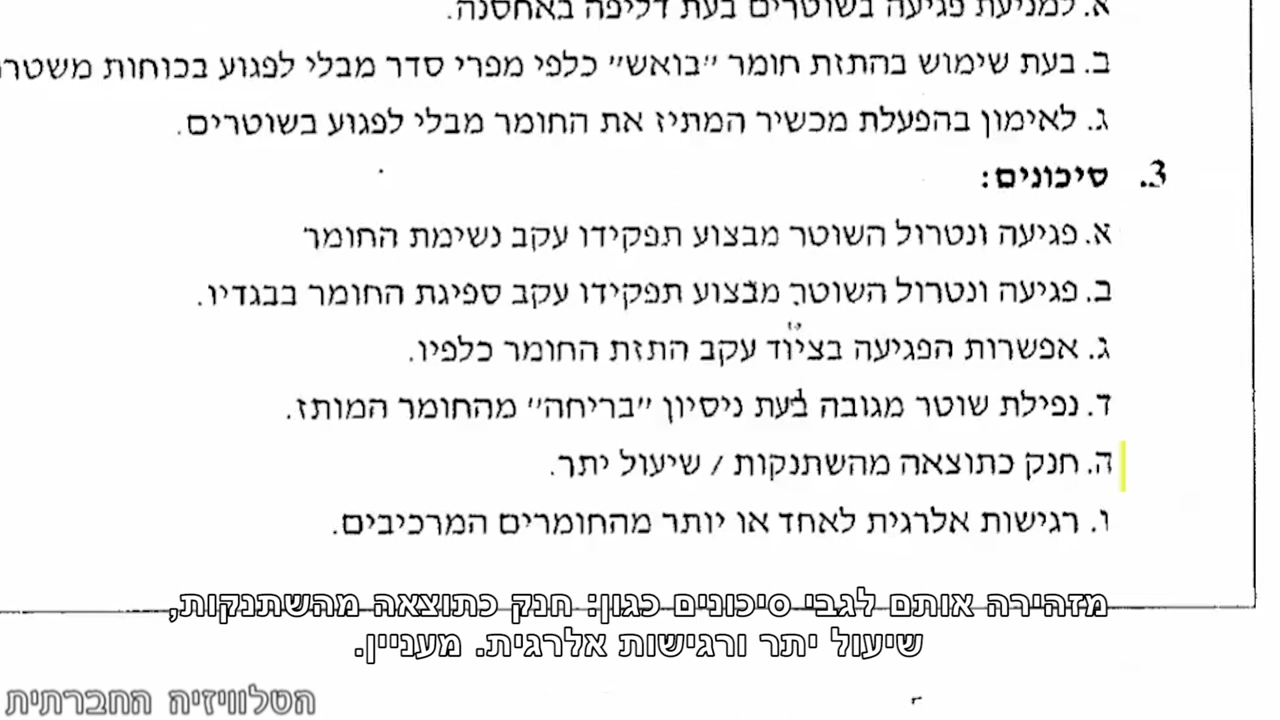 א. למניעת פגיעה בשוטרים בעת דליפה באחסנה.
ב. בעת שימוש בהתזת חומר "בואש" כלפי מפרי סדר מבלי לפגוע בכוחות משטרה
ג. לאימון בהפעלת מכשיר המתיז את החומר מבלי לפגוע בשוטרים.
3. סיכונים:
א. פגיעה ונטרול השוטר מבצוע תפקידו עקב נשימת החומר
ב. פגיעה ונטרול השוטר מבצוע תפקידו עקב ספיגת החומר בבגדיו.
ג. אפשרות הפגיעה בציוד עקב התזת החומר כלפיו.
ד. נפילת שוטר מגובה בעת ניסיון "בריחה" מהחומר המותז.
ה. חנק כתוצאה מהשתנקות / שיעול יתר.
ו. רגישות אלרגית לאחד או יותר מהחומרים המרכיבים.
מזהירה אותם לגבי סיכונים כגון: חנק כתוצאה מהשתנקות,
שיעול יתר ורגישות אלרגית. מעניין.
הטלוויזיה החברתית